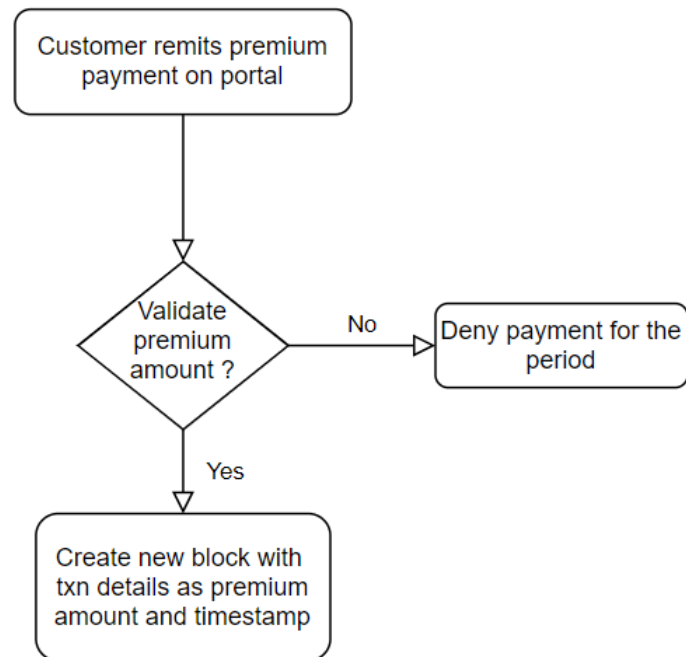 Customer remits premium
payment on portal
Validate
premium
amount ?
No
Deny payment for the
period
Yes
Create new block with
txn details as premium
amount and timestamp